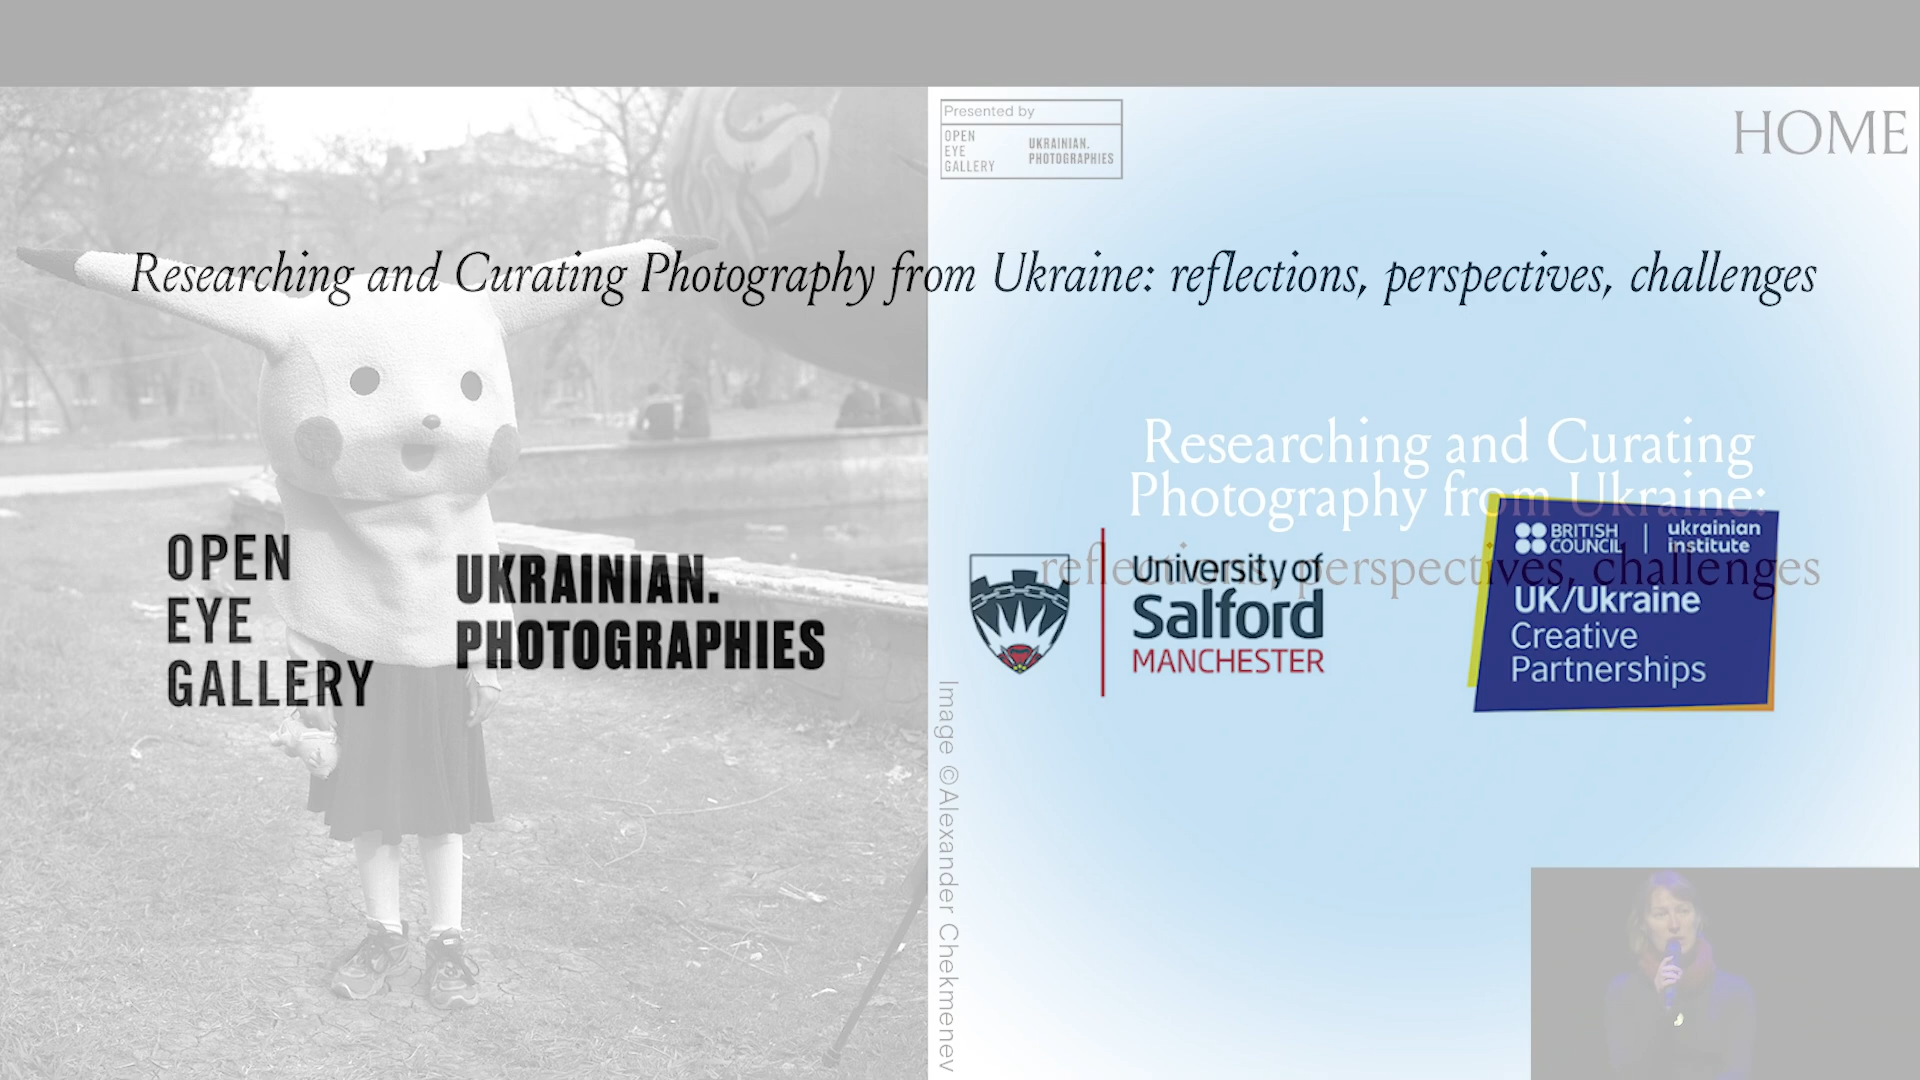 Presented by
OPEN
EYE
GALLERY
UKRAINIAN.
PHOTOGRAPHIES
HOME
Researching and Curating Photography from Ukraine: reflections, perspectives, challenges
Researching and Curating
Photography from Ukraine:
reflections, perspectives, challenges
OPEN
EYE
GALLERY
UKRAINIAN.
PHOTOGRAPHIES
University of
Salford
MANCHESTER
BRITISH
COUNCIL
ukrainian
institute
UK/Ukraine
Creative
Partnerships
Image ©Alexander Chekmenev